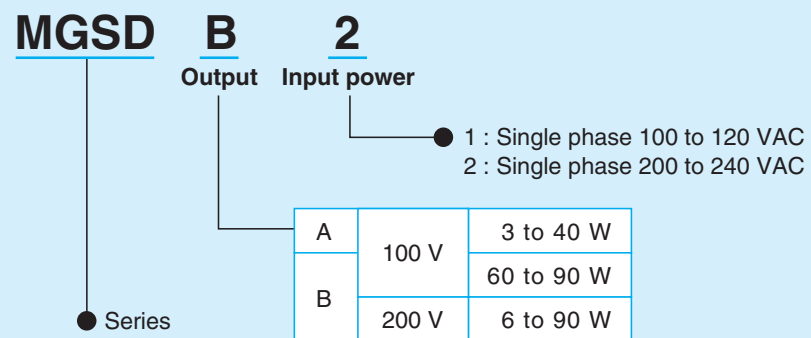 MGSD B 2
Output Input power
1 : Single phase 100 to 120 VAC
2 : Single phase 200 to 240 VAC
A 100 V 3 to 40 W
B 60 to 90 W
200 V 6 to 90 W
Series